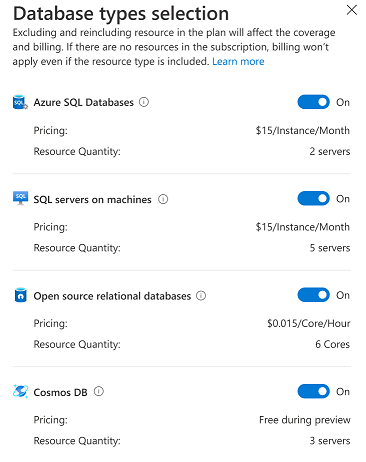 Database types selection
Excluding and reincluding resource in the plan will affect the coverage
and billing. If there are no resources in the subscription, billing won't
apply even if the resource type is included. Learn more
SQL Azure SQL Databases On
Pricing: $15/Instance/Month
Resource Quantity: 2 servers
SQL SQL servers on machines On
Pricing: $15/Instance/Month
Resource Quantity: 5 servers
Open source relational databases On
Pricing: $0.015/Core/Hour
Resource Quantity: 6 Cores
Cosmos DB On
Pricing: Free during preview
Resource Quantity: 3 servers